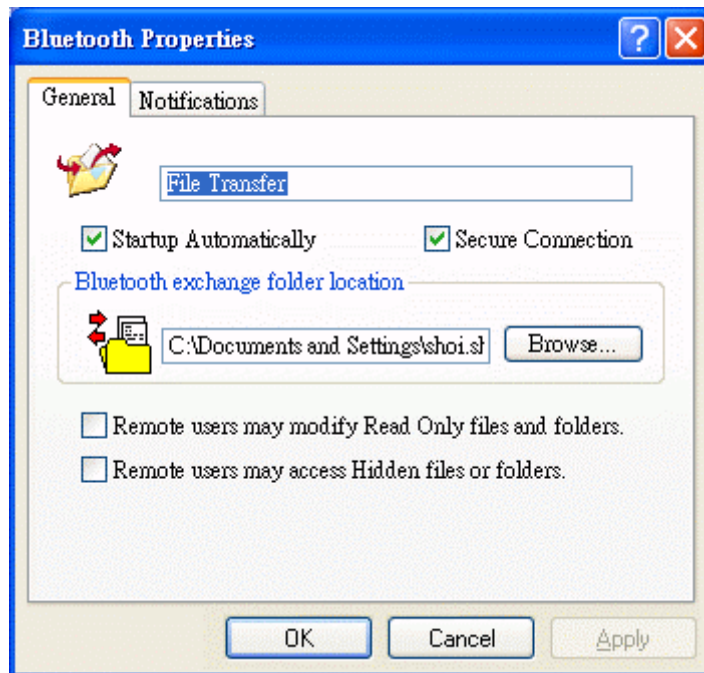 Bluetooth Properties
General Notifications
File Transfer
Startup Automatically Secure Connection
Bluetooth exchange folder location
C:\Documents and Settings\shoi.sh Browse...
Remote users may modify Read Only files and folders.
Remote users may access Hidden files or folders.
OK Cancel Apply